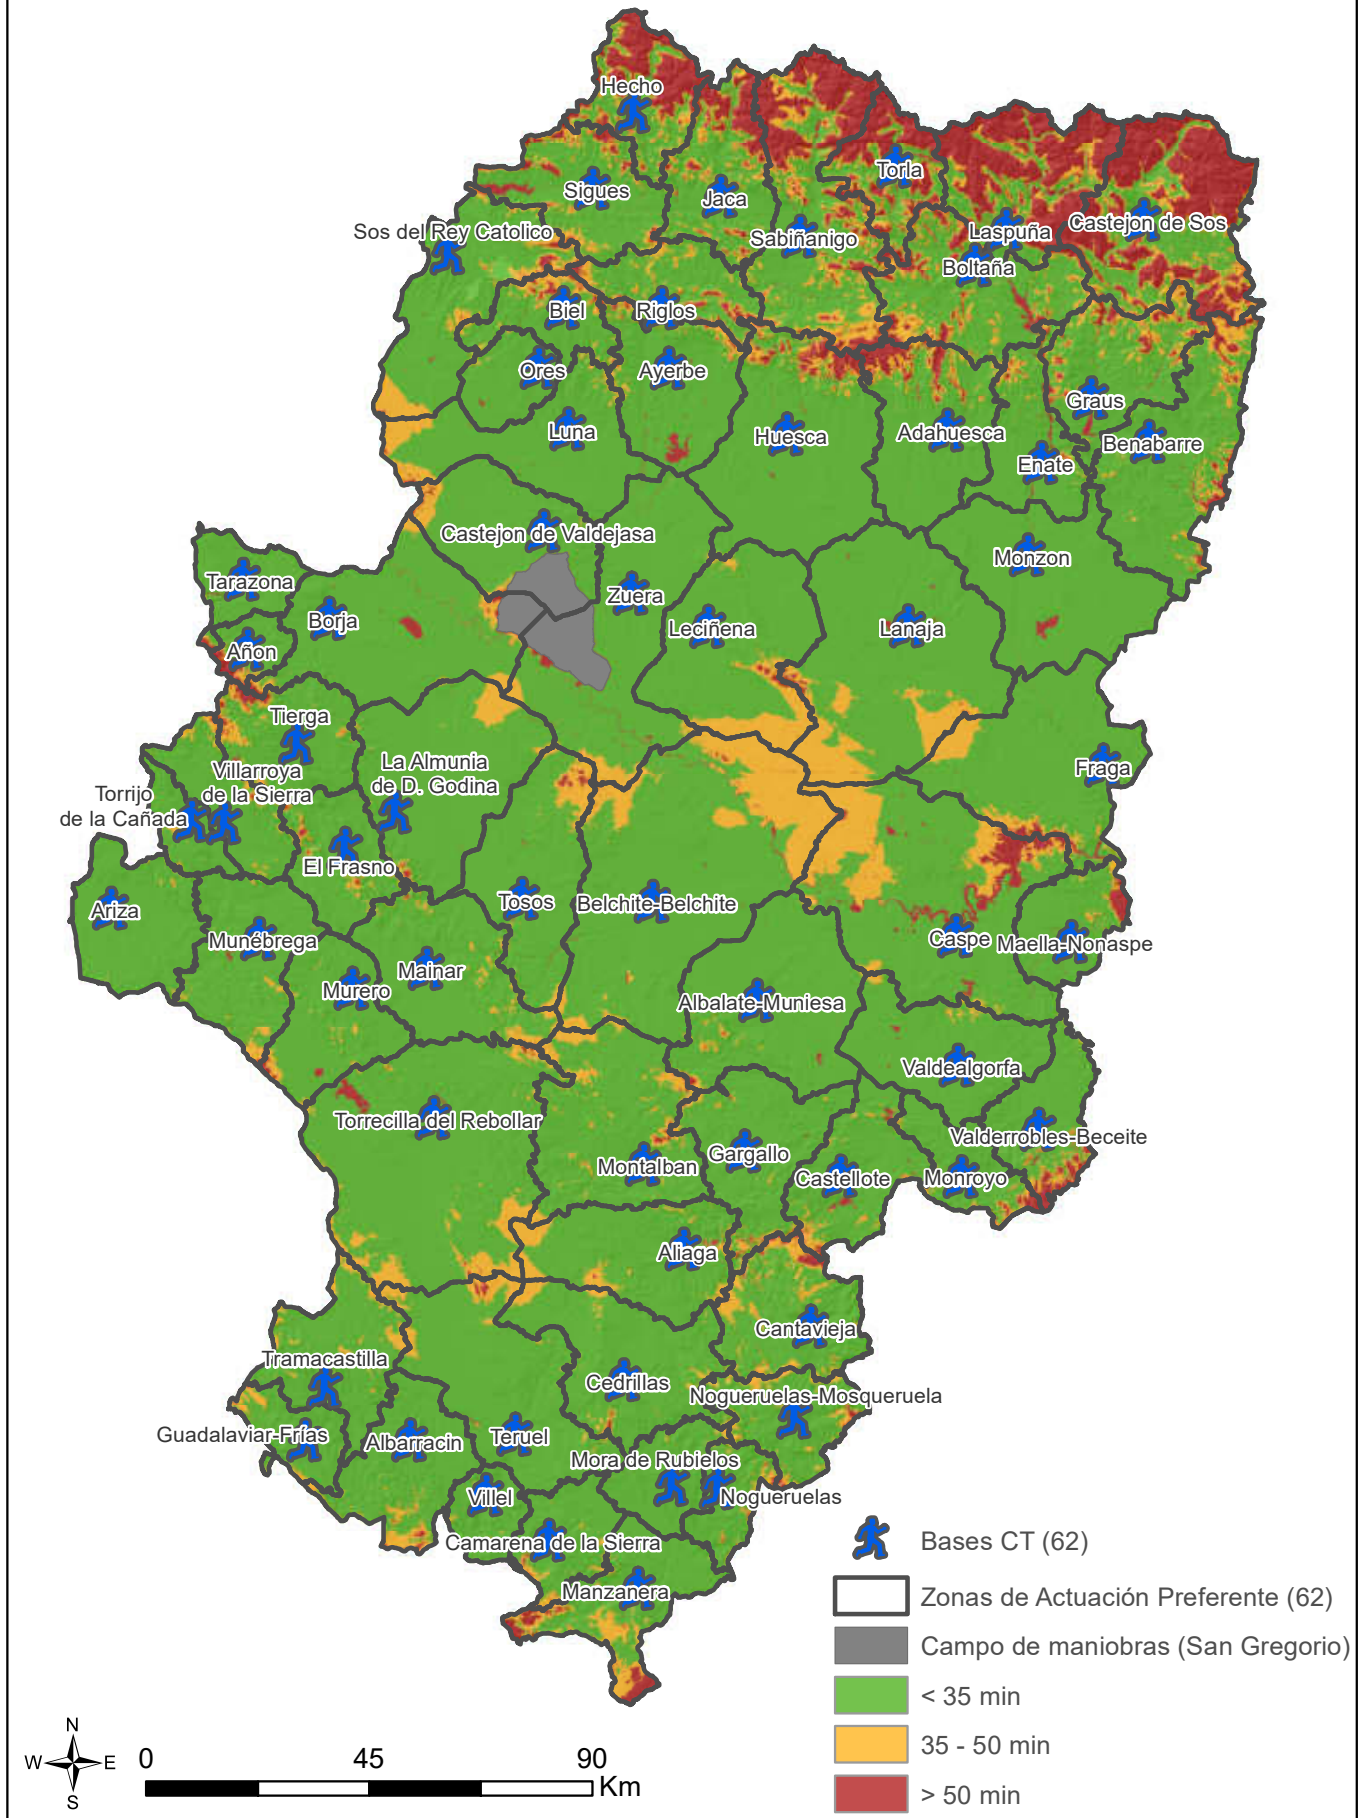 Hecho
Torla
Sigues
Jaca
Castejon de Sos
Sos del Rey Catolico
Sabiñanigo
Laspuña
Boltaña
Biel
Riglos
Ores
Ayerbe
Graus
Luna
Huesca
Adahuesca
Benabarre
Enate
Castejon de Valdejasa
Monzon
Tarazona
Zuera
Borja
Leciñena
Lanaja
Añon
Tierga
La Almunia
de D. Godina
Fraga
Villarroya
de la Sierra
Torrijo
de la Cañada
El Frasno
Ariza
Tosos
Belchite-Belchite
Munébrega
Caspe
Maella-Nonaspe
Mainar
Murero
Albalate-Muniesa
Valdealgorfa
Torrecilla del Rebollar
Valderrobles-Beceite
Gargallo
Montalban
Castellote
Monroyo
Aliaga
Cantavieja
Tramacastilla
Cedrillas
Nogueruelas-Mosqueruela
Guadalaviar-Frías
Albarracin
Teruel
Mora de Rubielos
Villel
Nogueruelas
Camarena de la Sierra
Manzanera
Bases CT (62)
Zonas de Actuación Preferente (62)
Campo de maniobras (San Gregorio)
< 35 min
35 - 50 min
> 50 min
N
W E
S
0 45 90
Km